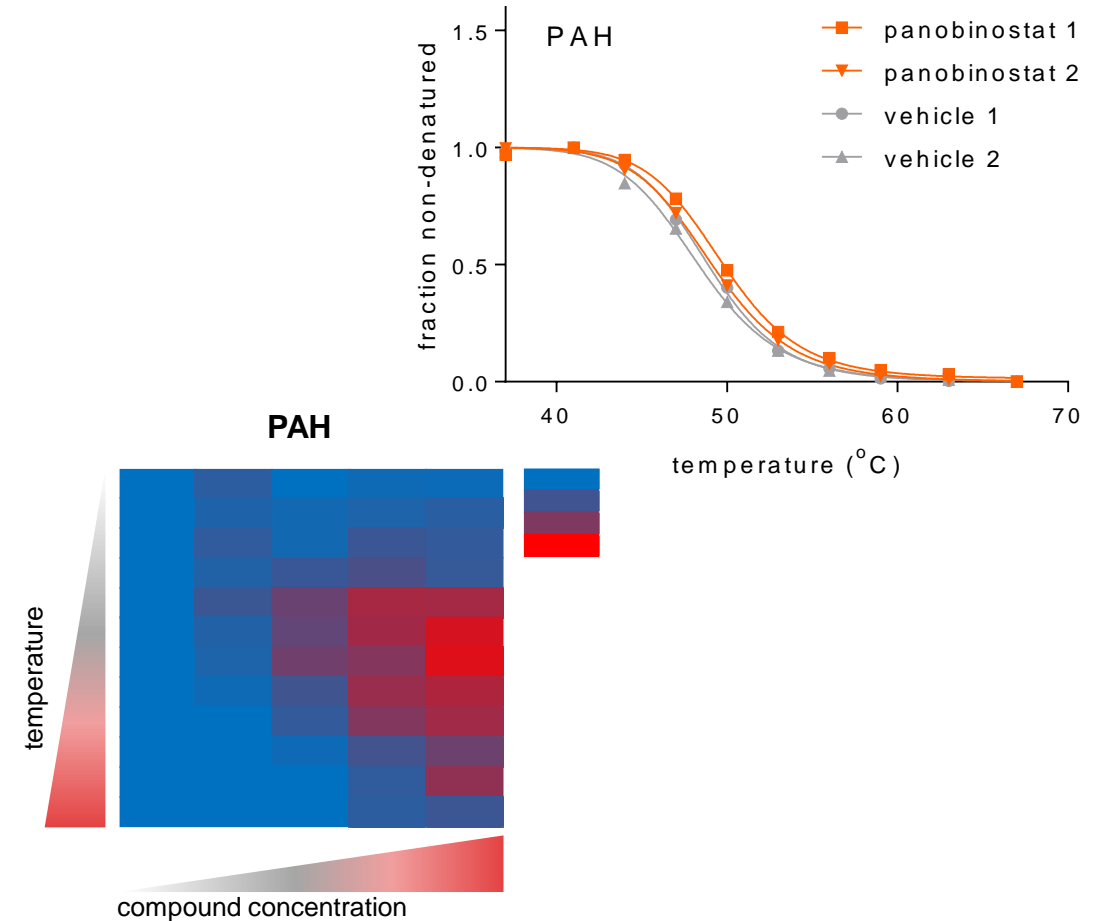 1.5
PAH
fraction non-denatured
1.0
0.5
0.0
40
50
60
70
temperature (°C)
panobinostat 1
panobinostat 2
vehicle 1
vehicle 2
PAH
temperature
compound concentration